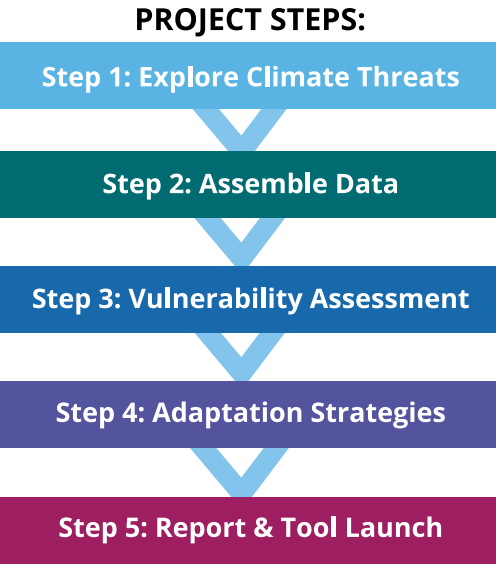 PROJECT STEPS:
Step 1: Explore Climate Threats
Step 2: Assemble Data
Step 3: Vulnerability Assessment
Step 4: Adaptation Strategies
Step 5: Report & Tool Launch